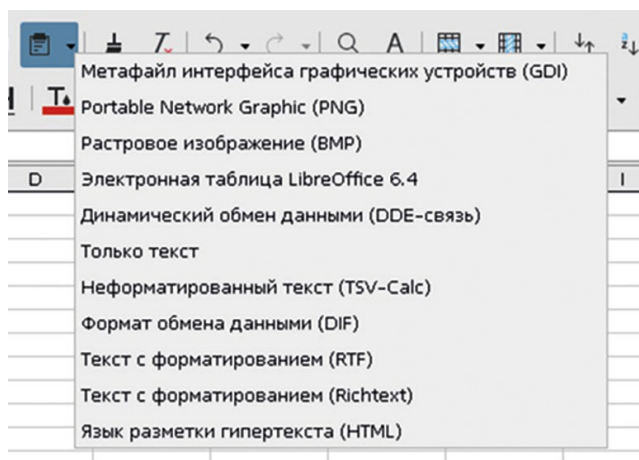 A
a
z
Метафайл интерфейса графических устройств (GDI)
Portable Network Graphic (PNG)
Растровое изображение (BMP)
D
Электронная таблица LibreOffice 6.4
I
Динамический обмен данными (DDE-связь)
Только текст
Неформатированный текст (TSV-Calc)
Формат обмена данными (DIF)
Текст с форматированием (RTF)
Текст с форматированием (Richtext)
Язык разметки гипертекста (HTML)